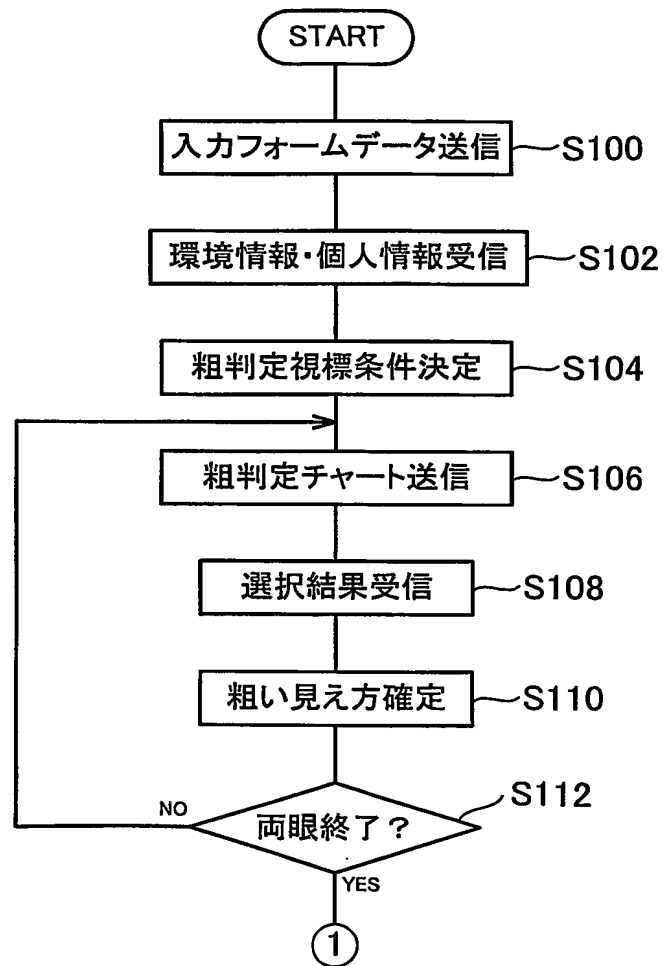 START
入力フォームデータ送信 S100
環境情報・個人情報受信 S102
粗判定視標条件決定 S104
粗判定チャート送信 S106
選択結果受信 S108
粗い見え方確定 S110
S112
NO 両眼終了？
YES
1